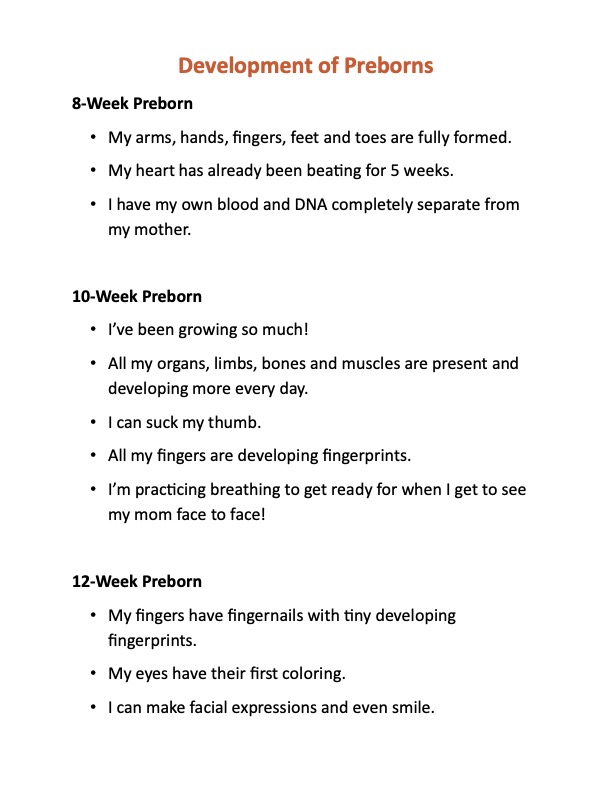 Development of Preborns
8-Week Preborn
• My arms, hands, fingers, feet and toes are fully formed.
• My heart has already been beating for 5 weeks.
• I have my own blood and DNA completely separate from
my mother.
10-Week Preborn
• I’ve been growing so much!
• All my organs, limbs, bones and muscles are present and
developing more every day.
• I can suck my thumb.
• All my fingers are developing fingerprints.
• I’m practicing breathing to get ready for when I get to see
my mom face to face!
12-Week Preborn
• My fingers have fingernails with tiny developing
fingerprints.
• My eyes have their first coloring.
• I can make facial expressions and even smile.